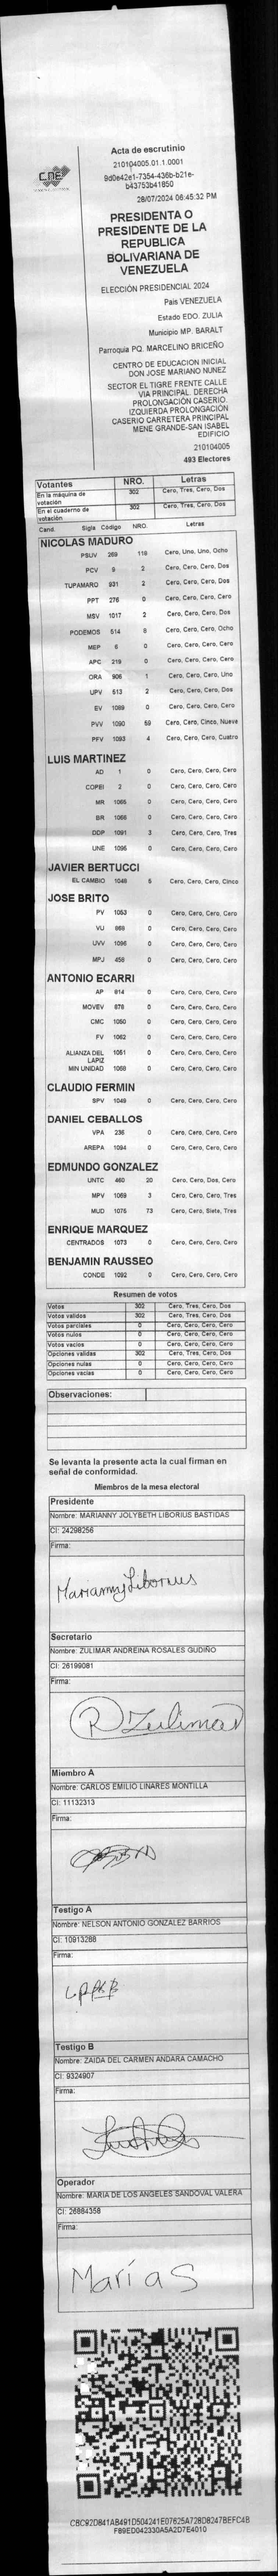 CNE
Acta de escrutinio
210104005.01.1.0001
9d0e42e1-7354-436b-b21e-
b43753b41850
28/07/2024 06:45:32 PM
PRESIDENTA O
PRESIDENTE DE LA
REPUBLICA
BOLIVARIANA DE
VENEZUELA
ELECCIÓN PRESIDENCIAL 2024
Pais VENEZUELA
Estado EDO. ZULIA
Municipio MP. BARALT
Parroquia PQ. MARCELINO BRICEÑO
CENTRO DE EDUCACION INICIAL
DON JOSE MARIANO NUNEZ
SECTOR EL TIGRE FRENTE CALLE
VIA PRINCIPAL. DERECHA
PROLONGACIÓN CASERIO.
IZQUIERDA PROLONGACIÓN
CASERIO CARRETERA PRINCIPAL
MENE GRANDE-SAN ISABEL
EDIFICIO
210104005
493 Electores
Votantes NRO. Letras
En la máquina de votación 302 Cero, Tres, Cero, Dos
En el cuaderno de votación 302 Cero, Tres, Cero, Dos
Cand. Sigla Código NRO. Letras
NICOLAS MADURO
PSUV 269 118 Cero, Uno, Uno, Ocho
PCV 9 2 Cero, Cero, Cero, Dos
TUPAMARO 931 2 Cero, Cero, Cero, Dos
PPT 276 0 Cero, Cero, Cero, Cero
MSV 1017 2 Cero, Cero, Cero, Dos
PODEMOS 514 8 Cero, Cero, Cero, Ocho
MEP 6 0 Cero, Cero, Cero, Cero
APC 219 0 Cero, Cero, Cero, Cero
ORA 906 1 Cero, Cero, Cero, Uno
UPV 613 2 Cero, Cero, Cero, Dos
EV 1089 0 Cero, Cero, Cero, Cero
PVV 1090 59 Cero, Cero, Cinco, Nueve
PFV 1093 4 Cero, Cero, Cero, Cuatro
LUIS MARTINEZ
AD 1 0 Cero, Cero, Cero, Cero
COPEI 2 0 Cero, Cero, Cero, Cero
MR 1065 0 Cero, Cero, Cero, Cero
BR 1066 0 Cero, Cero, Cero, Cero
DDP 1091 3 Cero, Cero, Cero, Tres
UNE 1095 0 Cero, Cero, Cero, Cero
JAVIER BERTUCCI
EL CAMBIO 1048 5 Cero, Cero, Cero, Cinco
JOSE BRITO
PV 1053 0 Cero, Cero, Cero, Cero
VU 869 0 Cero, Cero, Cero, Cero
UVV 1096 0 Cero, Cero, Cero, Cero
MPJ 458 0 Cero, Cero, Cero, Cero
ANTONIO ECARRI
AP 814 0 Cero, Cero, Cero, Cero
MOVEV 878 0 Cero, Cero, Cero, Cero
CMC 1050 0 Cero, Cero, Cero, Cero
FV 1062 0 Cero, Cero, Cero, Cero
ALIANZA DEL LAPIZ 1051 0 Cero, Cero, Cero, Cero
MIN UNIDAD 1058 0 Cero, Cero, Cero, Cero
CLAUDIO FERMIN
SPV 1049 0 Cero, Cero, Cero, Cero
DANIEL CEBALLOS
VPA 236 0 Cero, Cero, Cero, Cero
AREPA 1094 0 Cero, Cero, Cero, Cero
EDMUNDO GONZALEZ
UNTC 460 20 Cero, Cero, Dos, Cero
MPV 1069 3 Cero, Cero, Cero, Tres
MUD 1075 73 Cero, Cero, Siete, Tres
ENRIQUE MARQUEZ
CENTRADOS 1073 0 Cero, Cero, Cero, Cero
BENJAMIN RAUSSEO
CONDE 1092 0 Cero, Cero, Cero, Cero
Resumen de votos
Votos 302 Cero, Tres, Cero, Dos
Votos validos 302 Cero, Tres, Cero, Dos
Votos parciales 0 Cero, Cero, Cero, Cero
Votos nulos 0 Cero, Cero, Cero, Cero
Votos vacios 0 Cero, Cero, Cero, Cero
Opciones validas 302 Cero, Tres, Cero, Dos
Opciones nulas 0 Cero, Cero, Cero, Cero
Opciones vacias 0 Cero, Cero, Cero, Cero
Observaciones:
Se levanta la presente acta la cual firman en
señal de conformidad.
Miembros de la mesa electoral
Presidente
Nombre: MARIANNY JOLYBETH LIBORIUS BASTIDAS
CI: 24298256
Firma:
Marianny Liborius
Secretario
Nombre: ZULIMAR ANDREINA ROSALES GUDIÑO
CI: 26199081
Firma:
R Zulimar
Miembro A
Nombre: CARLOS EMILIO LINARES MONTILLA
CI: 11132313
Firma:
Testigo A
Nombre: NELSON ANTONIO GONZALEZ BARRIOS
CI: 10913288
Firma:
Testigo B
Nombre: ZAIDA DEL CARMEN ANDARA CAMACHO
CI: 9324907
Firma:
Operador
Nombre: MARIA DE LOS ANGELES SANDOVAL VALERA
CI: 26884358
Firma:
María S
CBC92D841AB491D504241E07625A728D8247BEFC4B
F89ED042330A5A2D7E4010